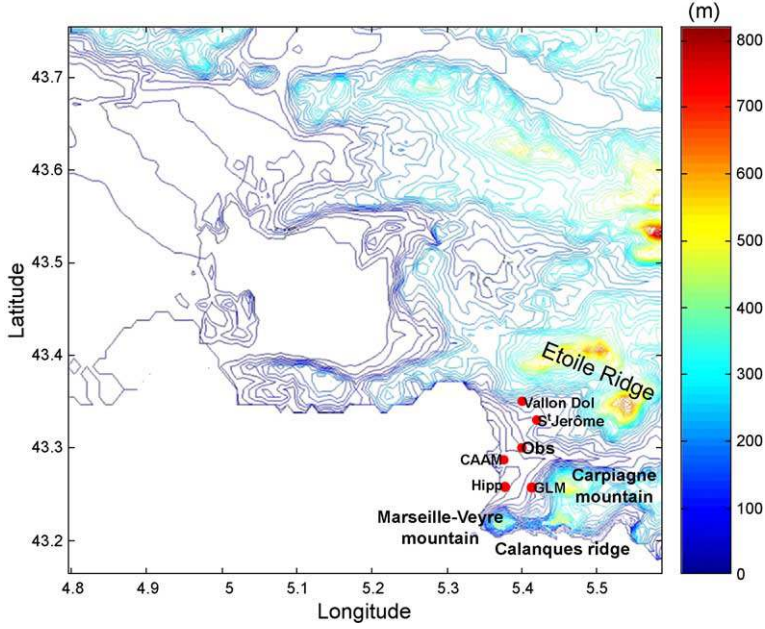 (m)
800
700
600
500
400
300
200
100
0
43.7
43.6
43.5
43.4
43.3
43.2
Latitude
Etoile Ridge
Vallon Dol
StJerôme
Obs
CAAM
Carpiagne
mountain
Hipp
GLM
Marseille-Veyre
mountain
Calanques ridge
4.8 4.9 5 5.1 5.2 5.3 5.4 5.5
Longitude